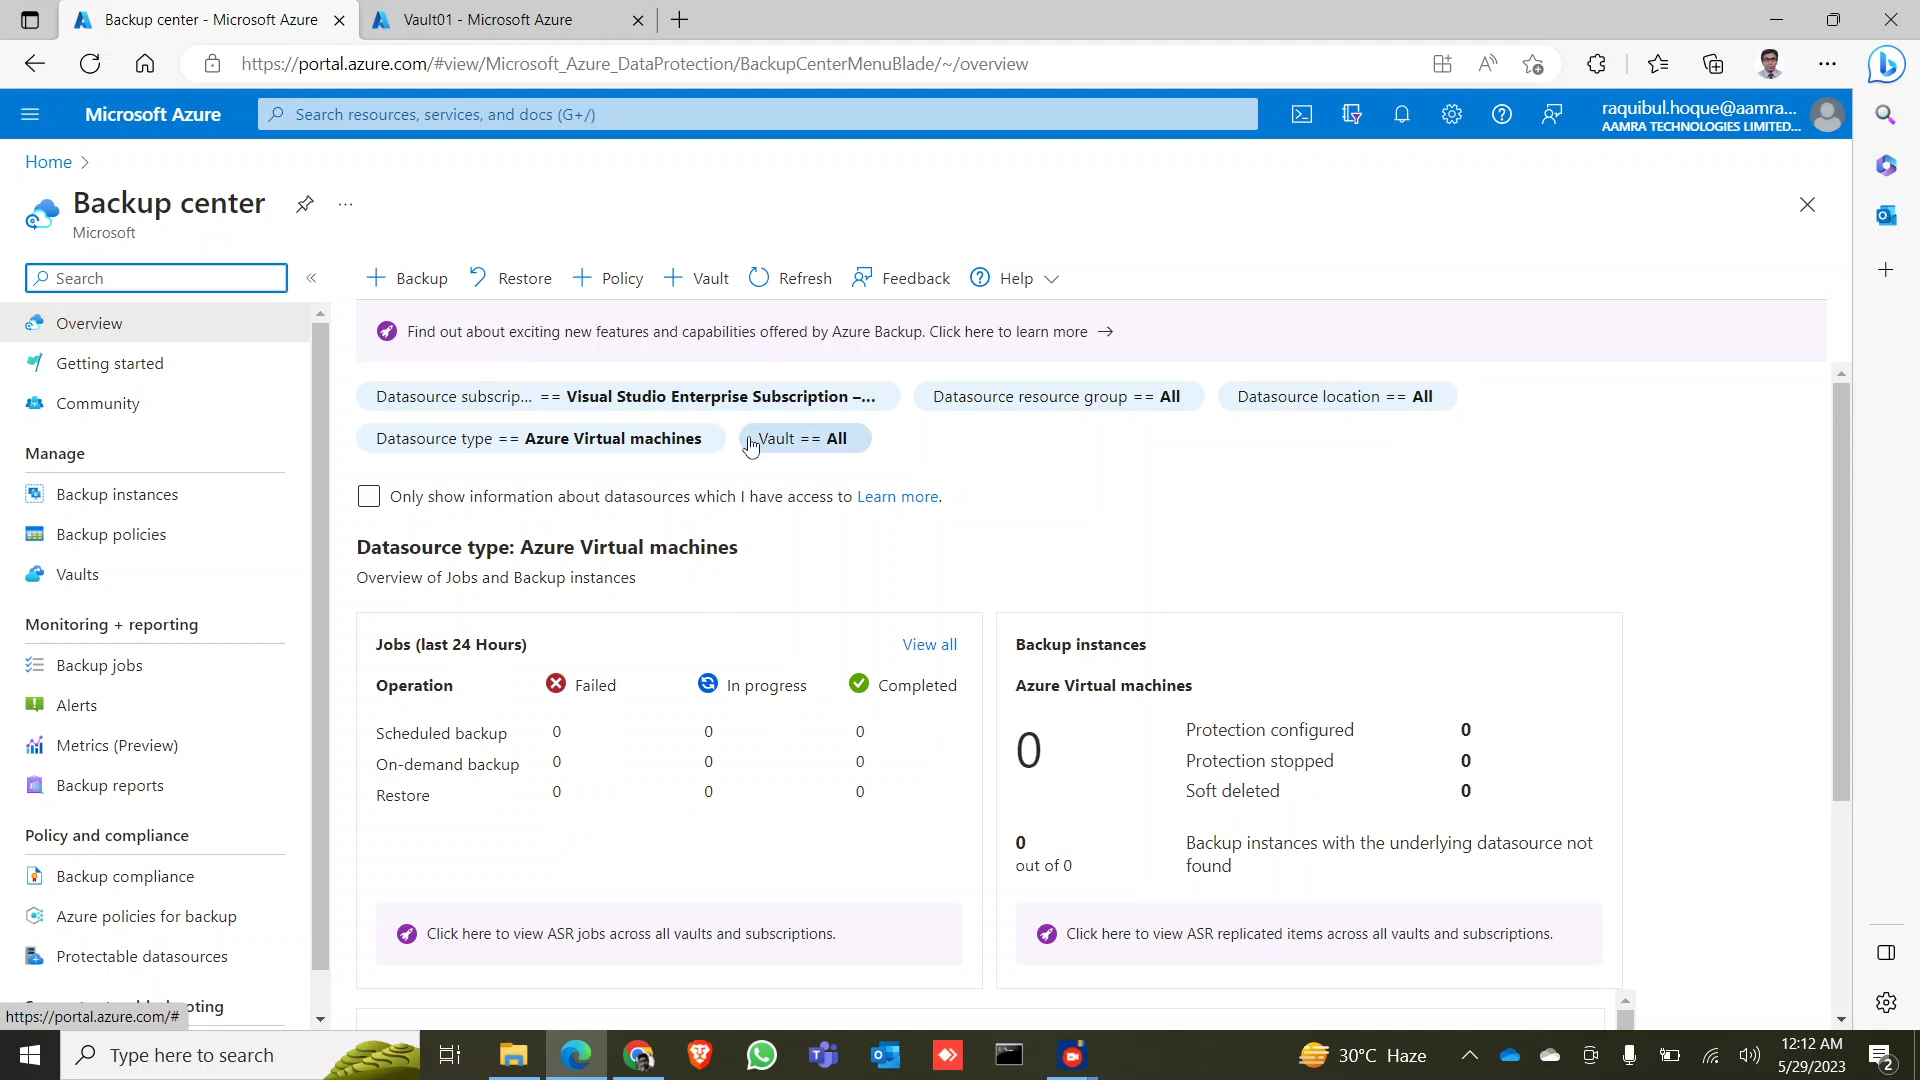 Backup center - Microsoft Azure
Vault01 - Microsoft Azure
https://portal.azure.com/#view/Microsoft_Azure_DataProtection/BackupCenterMenuBlade/~/overview
Microsoft Azure
Search resources, services, and docs (G+/)
raquibul.hoque@aamra...
AAMRA TECHNOLOGIES LIMITED...
Home >
Backup center
Microsoft
Search
Backup
Restore
Policy
Vault
Refresh
Feedback
Help
Overview
Getting started
Community
Manage
Backup instances
Backup policies
Vaults
Monitoring + reporting
Backup jobs
Alerts
Metrics (Preview)
Backup reports
Policy and compliance
Backup compliance
Azure policies for backup
Protectable datasources
oting
https://portal.azure.com/#
Find out about exciting new features and capabilities offered by Azure Backup. Click here to learn more →
Datasource subscrip... == Visual Studio Enterprise Subscription –...
Datasource resource group == All
Datasource location == All
Datasource type == Azure Virtual machines
Vault == All
Only show information about datasources which I have access to Learn more.
Datasource type: Azure Virtual machines
Overview of Jobs and Backup instances
Jobs (last 24 Hours)
View all
Operation Failed In progress Completed
Scheduled backup 0 0 0
On-demand backup 0 0 0
Restore 0 0 0
Click here to view ASR jobs across all vaults and subscriptions.
Backup instances
Azure Virtual machines
0
Protection configured 0
Protection stopped 0
Soft deleted 0
0
out of 0
Backup instances with the underlying datasource not
found
Click here to view ASR replicated items across all vaults and subscriptions.
Type here to search
30°C Haze
12:12 AM
5/29/2023
2